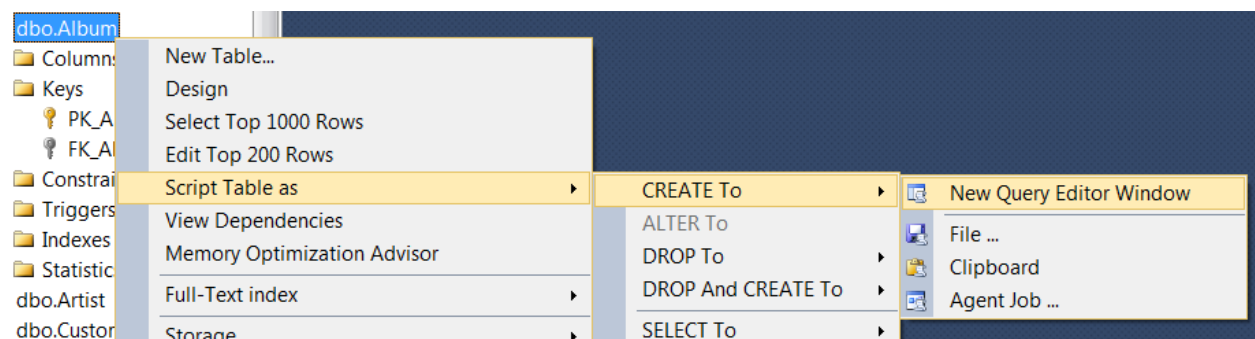 dbo.Album
Columns
Keys
PK_A
FK_Al
Constrai
Triggers
Indexes
Statistic
dbo.Artist
dbo.Custor
New Table...
Design
Select Top 1000 Rows
Edit Top 200 Rows
Script Table as
View Dependencies
Memory Optimization Advisor
Full-Text index
Storage
CREATE To
ALTER To
DROP To
DROP And CREATE To
SELECT To
New Query Editor Window
File ...
Clipboard
Agent Job ...